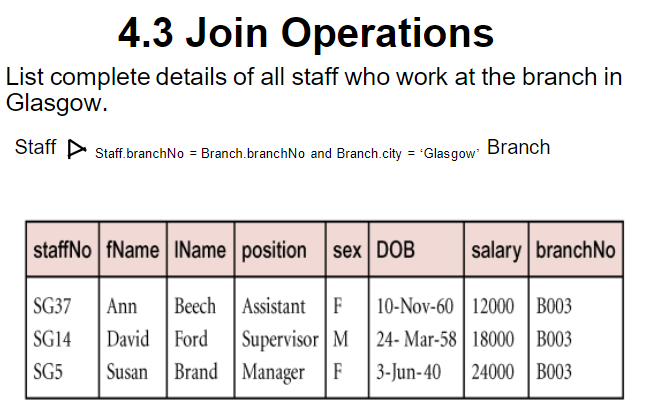 4.3 Join Operations
List complete details of all staff who work at the branch in
Glasgow.
Staff ▷ Staff.branchNo = Branch.branchNo and Branch.city = ‘Glasgow’ Branch
staffNo fName lName position sex DOB salary branchNo
SG37 Ann Beech Assistant F 10-Nov-60 12000 B003
SG14 David Ford Supervisor M 24- Mar-58 18000 B003
SG5 Susan Brand Manager F 3-Jun-40 24000 B003